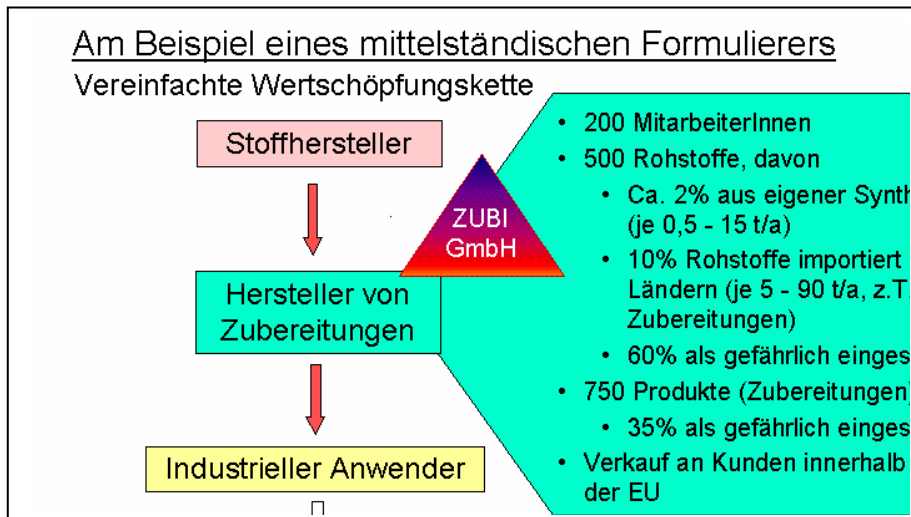 Am Beispiel eines mittelständischen Formulierers
Vereinfachte Wertschöpfungskette
Stoffhersteller
ZUBI
GmbH
Hersteller von
Zubereitungen
Industrieller Anwender
• 200 MitarbeiterInnen
• 500 Rohstoffe, davon
• Ca. 2% aus eigener
(je 0,5 - 15 t/a)
• 10% Rohstoffe importiert
Ländern (je 5 - 90 t/a, z.T.
Zubereitungen)
• 60% als gefährlich
• 750 Produkte (Zubereitungen)
• 35% als gefährlich
• Verkauf an Kunden innerhalb
der EU